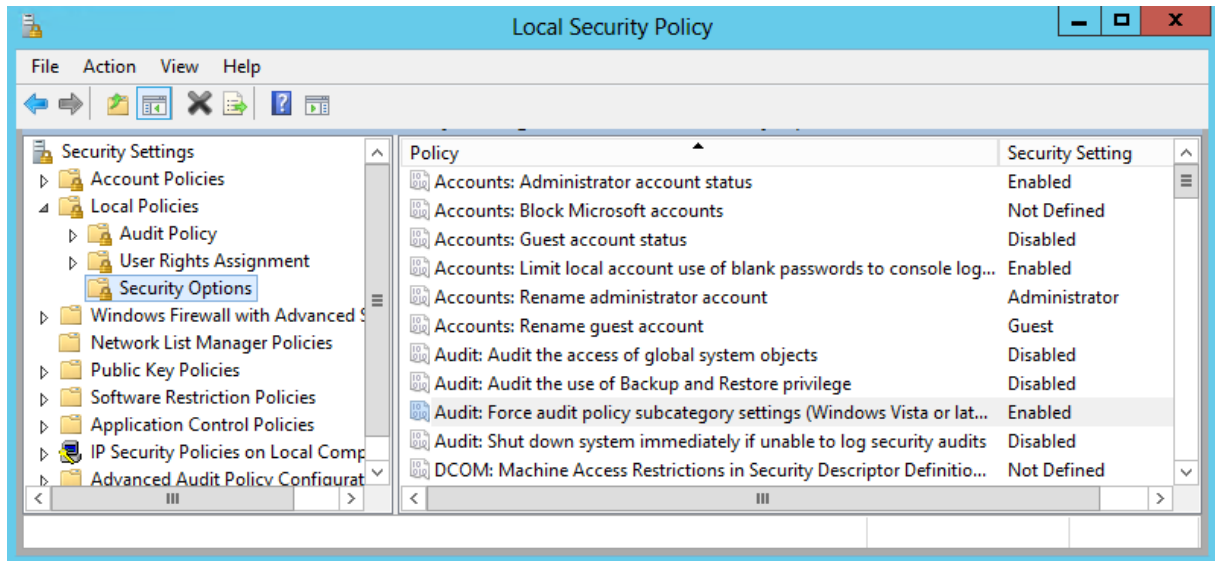 Local Security Policy
File Action View Help
Security Settings
Account Policies
Local Policies
Audit Policy
User Rights Assignment
Security Options
Windows Firewall with Advanced S
Network List Manager Policies
Public Key Policies
Software Restriction Policies
Application Control Policies
IP Security Policies on Local Comp
Advanced Audit Policy Configurat
Policy Security Setting
Accounts: Administrator account status Enabled
Accounts: Block Microsoft accounts Not Defined
Accounts: Guest account status Disabled
Accounts: Limit local account use of blank passwords to console log... Enabled
Accounts: Rename administrator account Administrator
Accounts: Rename guest account Guest
Audit: Audit the access of global system objects Disabled
Audit: Audit the use of Backup and Restore privilege Disabled
Audit: Force audit policy subcategory settings (Windows Vista or lat... Enabled
Audit: Shut down system immediately if unable to log security audits Disabled
DCOM: Machine Access Restrictions in Security Descriptor Definitio... Not Defined